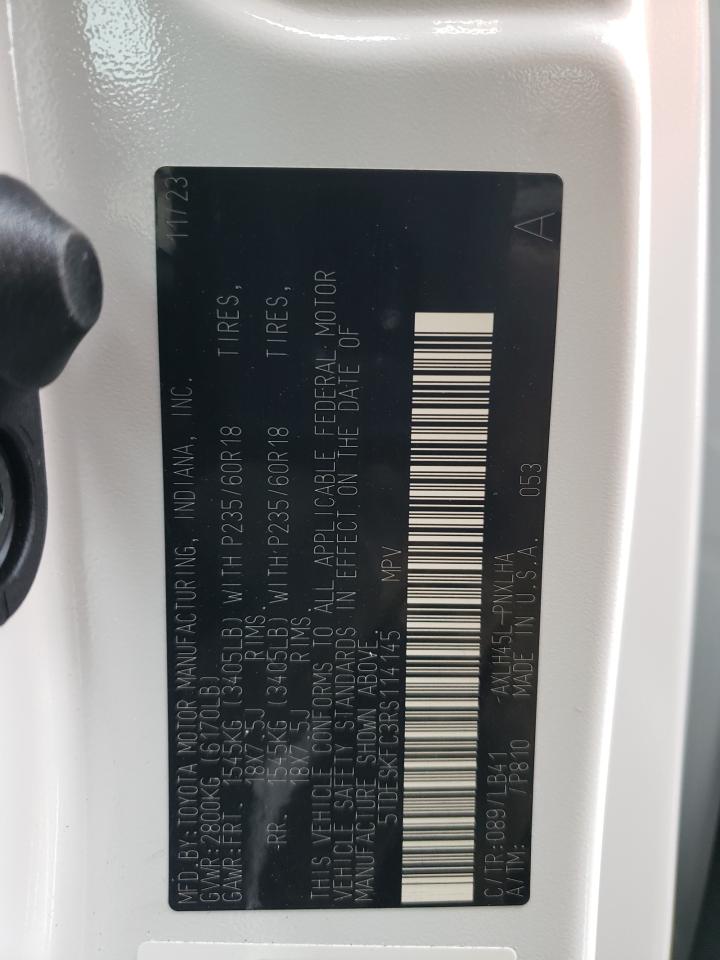 MFD.BY:TOYOTA MOTOR MANUFACTURING, INDIANA, INC. 11/23
GVWR:2800KG (6170LB)
GAWR:FRT. 1545KG (3405LB) WITH P235/60R18 TIRES,
18X7.5J RIMS.
RR. 1545KG (3405LB) WITH P235/60R18 TIRES,
18X7.5J RIMS.
THIS VEHICLE CONFORMS TO ALL APPLICABLE FEDERAL MOTOR
VEHICLE SAFETY STANDARDS IN EFFECT ON THE DATE OF
MANUFACTURE SHOWN ABOVE.
5TDESKFC3RS114145 MPV
C/TR:089/LB41 AXLH45L-PNXLHA
A/TM: /P810 MADE IN U.S.A. 053 A